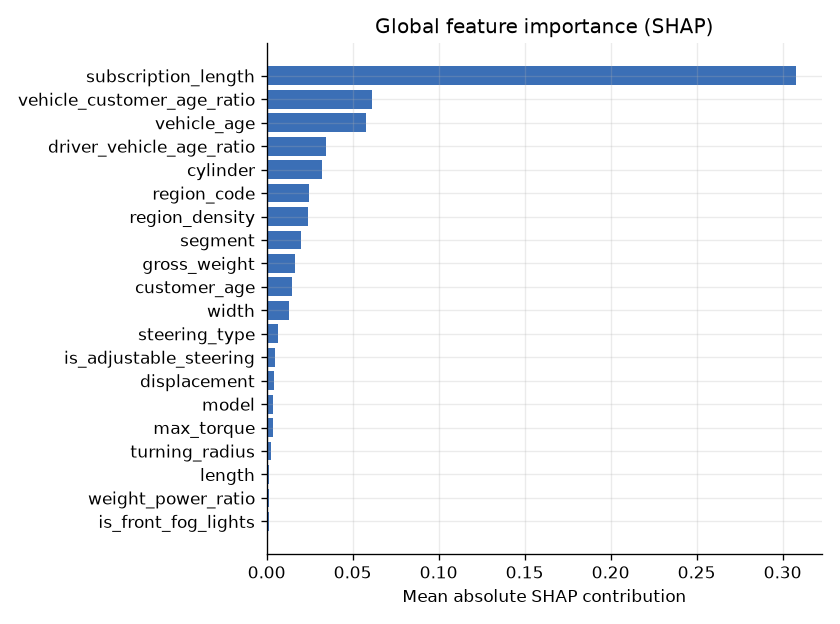 Global feature importance (SHAP)
subscription_length
vehicle_customer_age_ratio
vehicle_age
driver_vehicle_age_ratio
cylinder
region_code
region_density
segment
gross_weight
customer_age
width
steering_type
is_adjustable_steering
displacement
model
max_torque
turning_radius
length
weight_power_ratio
is_front_fog_lights
0.00 0.05 0.10 0.15 0.20 0.25 0.30
Mean absolute SHAP contribution